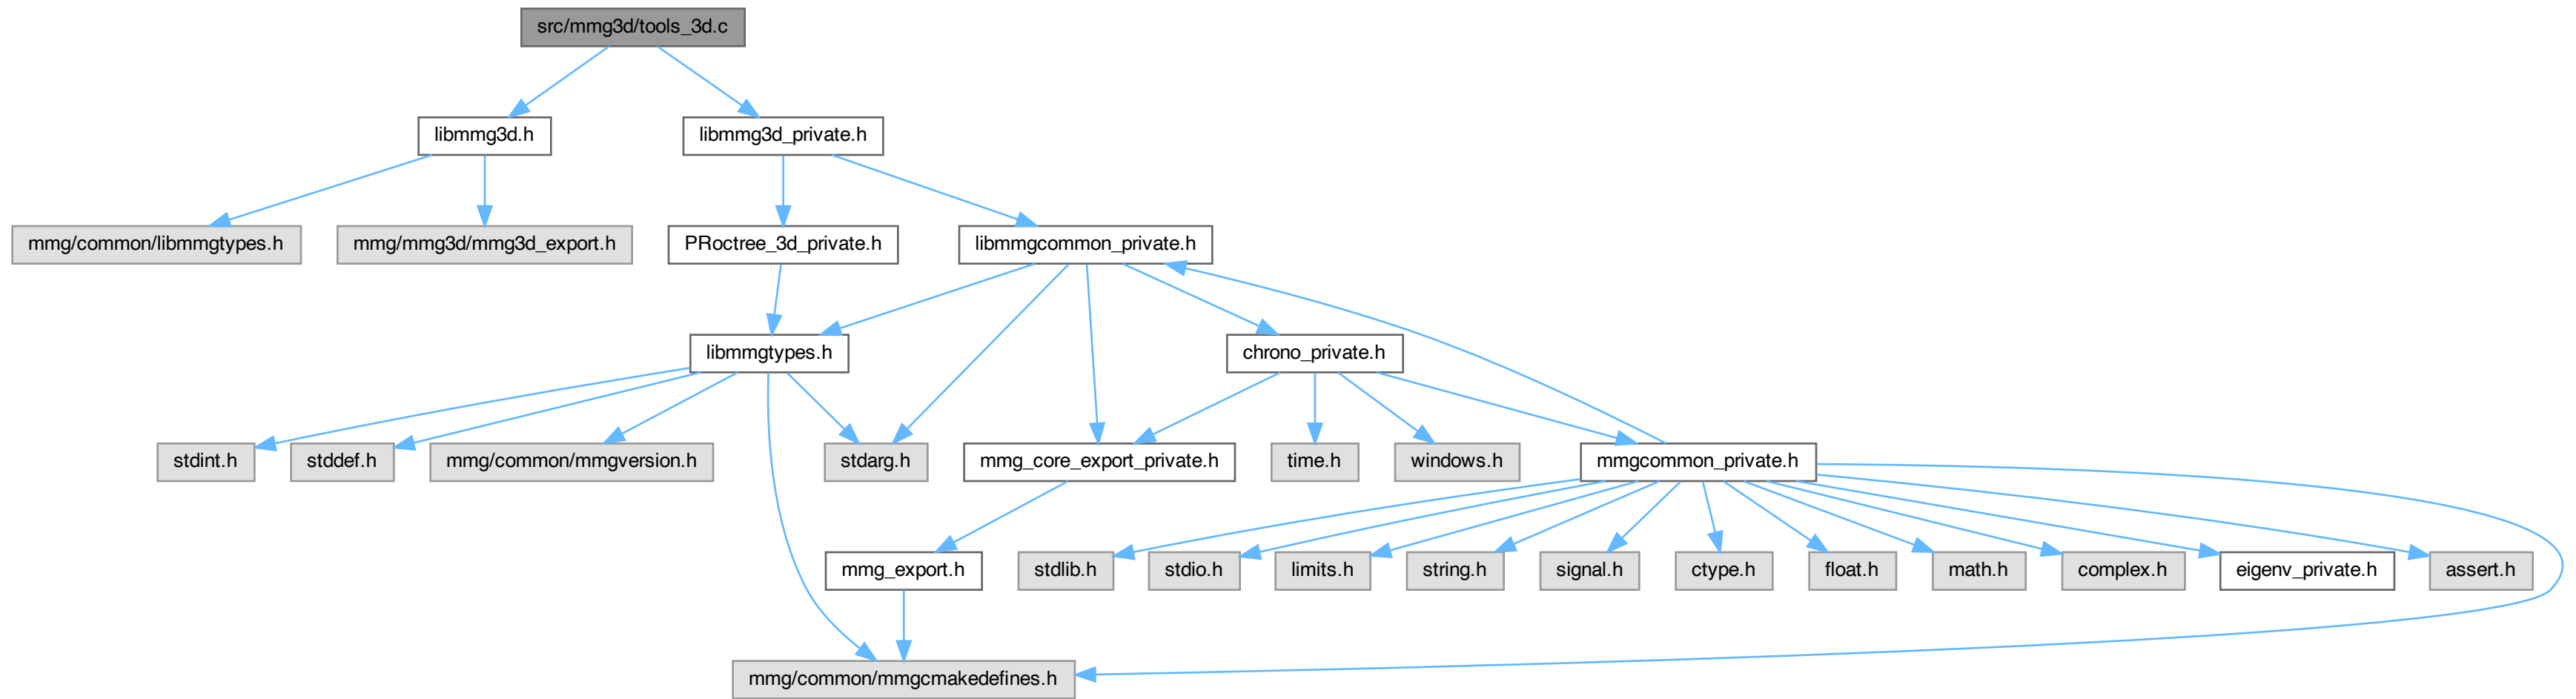 src/mmg3d/tools_3d.c
libmmg3d.h
libmmg3d_private.h
mmg/common/libmmgtypes.h
mmg/mmg3d/mmg3d_export.h
PRoctree_3d_private.h
libmmgcommon_private.h
libmmgtypes.h
chrono_private.h
stdint.h
stddef.h
mmg/common/mmgversion.h
stdarg.h
mmg_core_export_private.h
time.h
windows.h
mmgcommon_private.h
mmg_export.h
stdlib.h
stdio.h
limits.h
string.h
signal.h
ctype.h
float.h
math.h
complex.h
eigenv_private.h
assert.h
mmg/common/mmgcmakedefines.h